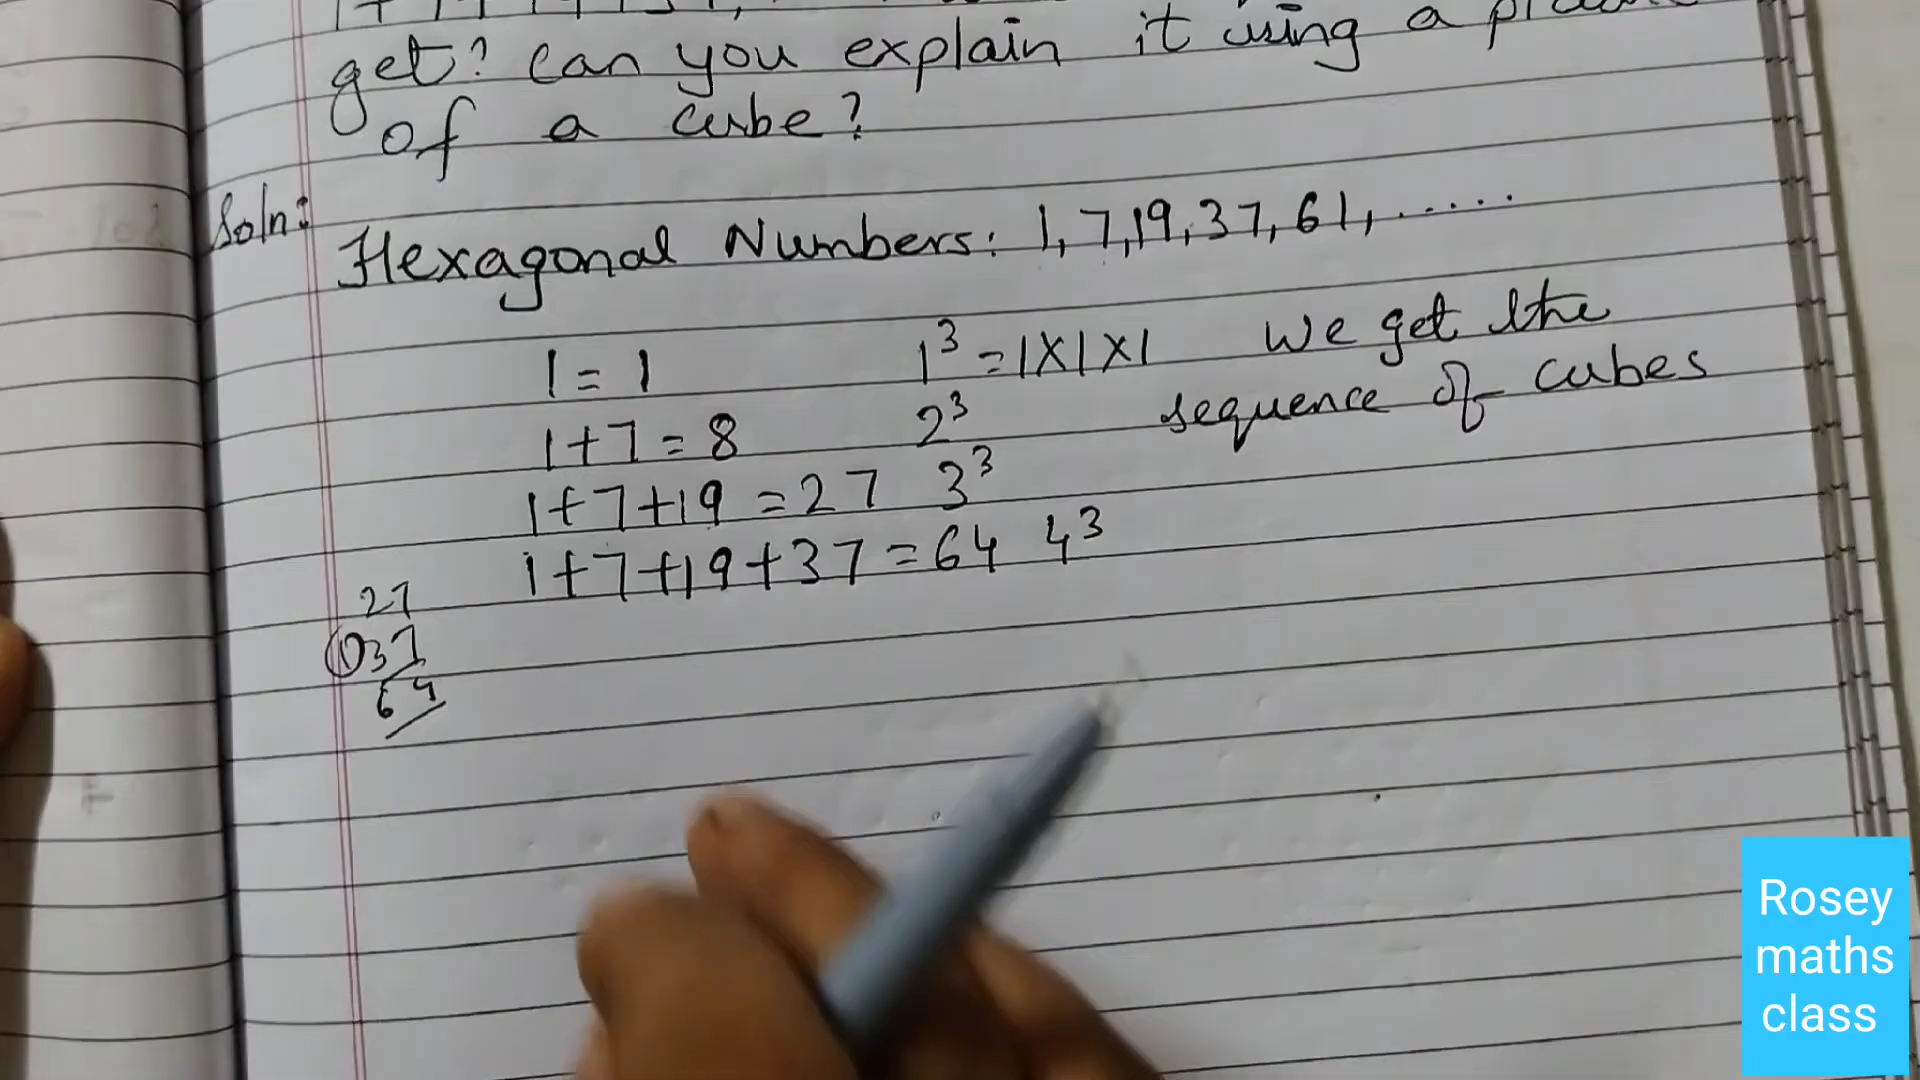 get? Can you explain it using a
of a cube?
Soln:
Hexagonal Numbers: 1, 7, 19, 37, 61, ......
1 = 1 1³ = 1X1X1 We get the
1+7 = 8 2³ sequence of cubes
1+7+19 = 27 3³
1+7+19+37 = 64 4³
27
(1)37
64
Rosey
maths
class